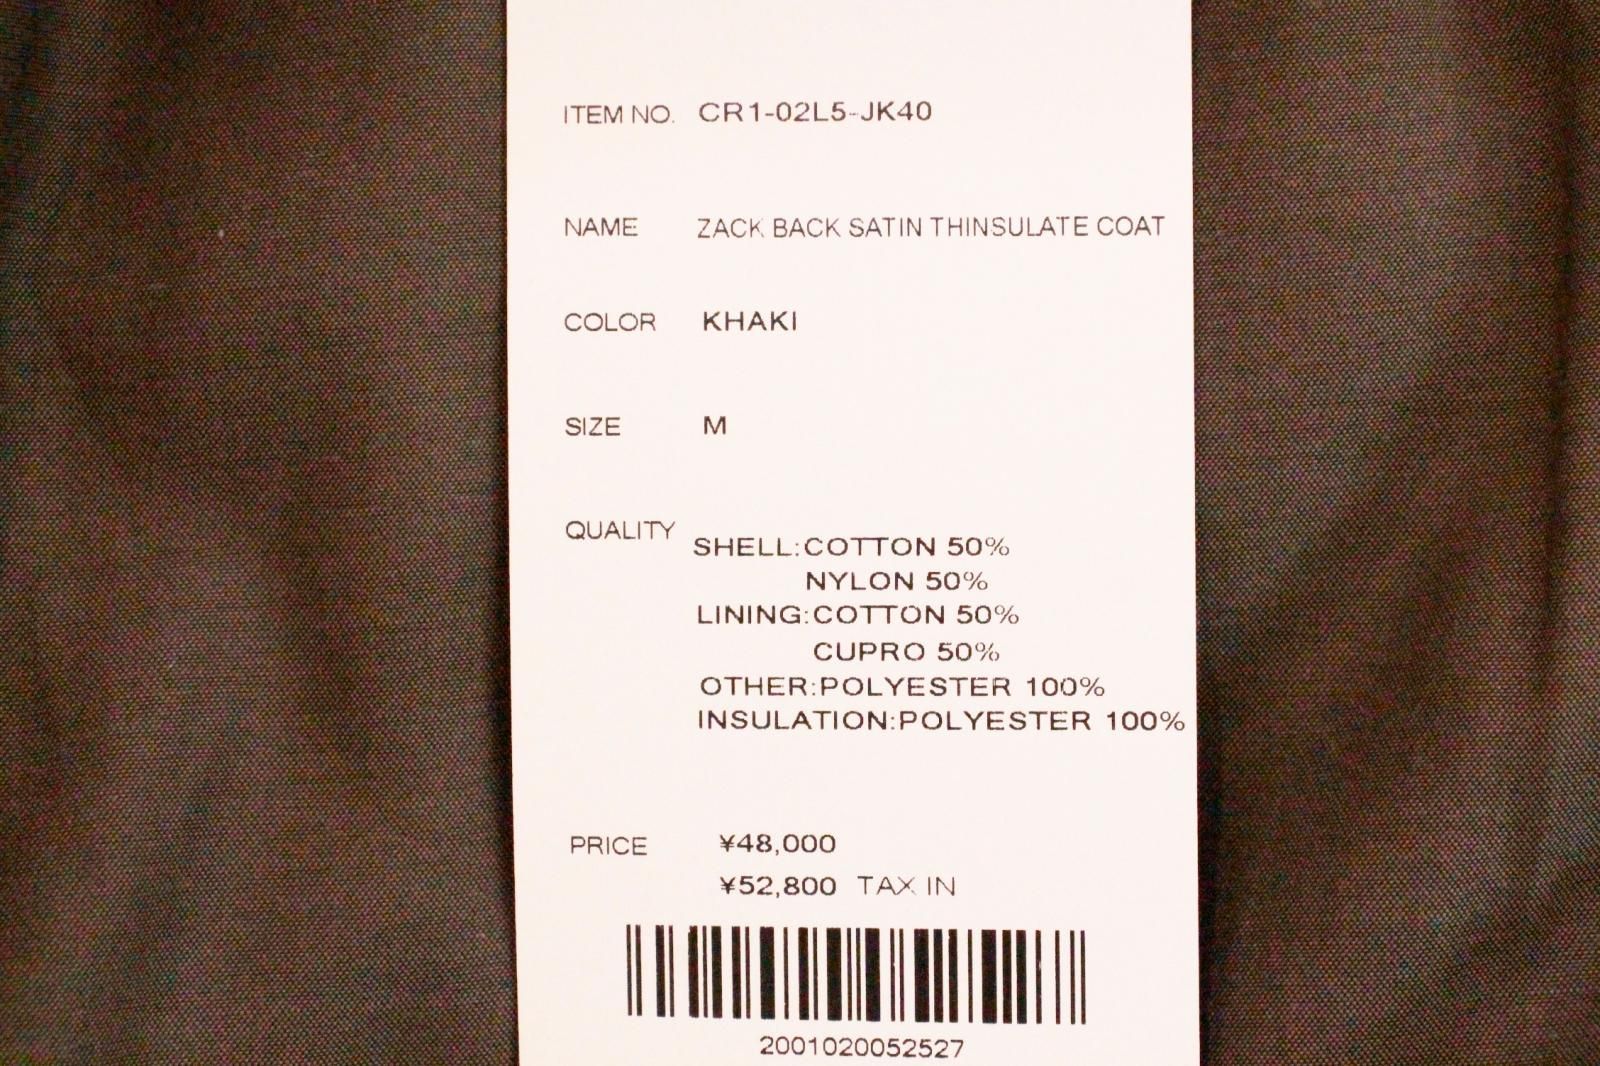 ITEM NO. CR1-02L5-JK40
NAME ZACK BACK SATIN THINSULATE COAT
COLOR KHAKI
SIZE M
QUALITY SHELL:COTTON 50%
NYLON 50%
LINING:COTTON 50%
CUPRO 50%
OTHER:POLYESTER 100%
INSULATION:POLYESTER 100%
PRICE ¥48,000
¥52,800 TAX IN
2001020052527